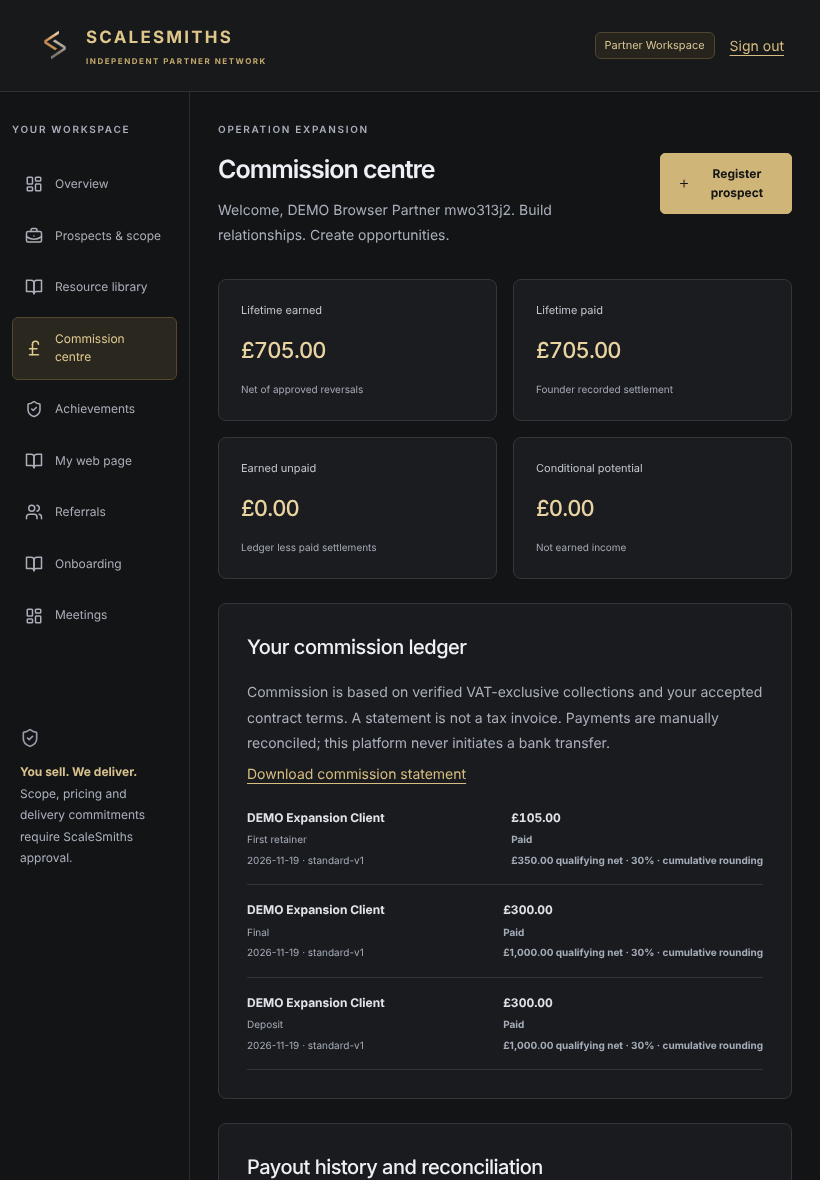 SCALESMITHS
INDEPENDENT PARTNER NETWORK
Partner Workspace
Sign out
YOUR WORKSPACE
Overview
Prospects & scope
Resource library
£
Commission
centre
Achievements
My web page
Referrals
Onboarding
Meetings
You sell. We deliver.
Scope, pricing and
delivery commitments
require ScaleSmiths
approval.
OPERATION EXPANSION
Commission centre
Welcome, DEMO Browser Partner mwo313j2. Build
relationships. Create opportunities.
+ Register
prospect
Lifetime earned
£705.00
Net of approved reversals
Lifetime paid
£705.00
Founder recorded settlement
Earned unpaid
£0.00
Ledger less paid settlements
Conditional potential
£0.00
Not earned income
Your commission ledger
Commission is based on verified VAT-exclusive collections and your accepted
contract terms. A statement is not a tax invoice. Payments are manually
reconciled; this platform never initiates a bank transfer.
Download commission statement
DEMO Expansion Client
First retainer
2026-11-19 · standard-v1
£105.00
Paid
£350.00 qualifying net · 30% · cumulative rounding
DEMO Expansion Client
Final
2026-11-19 · standard-v1
£300.00
Paid
£1,000.00 qualifying net · 30% · cumulative rounding
DEMO Expansion Client
Deposit
2026-11-19 · standard-v1
£300.00
Paid
£1,000.00 qualifying net · 30% · cumulative rounding
Payout history and reconciliation